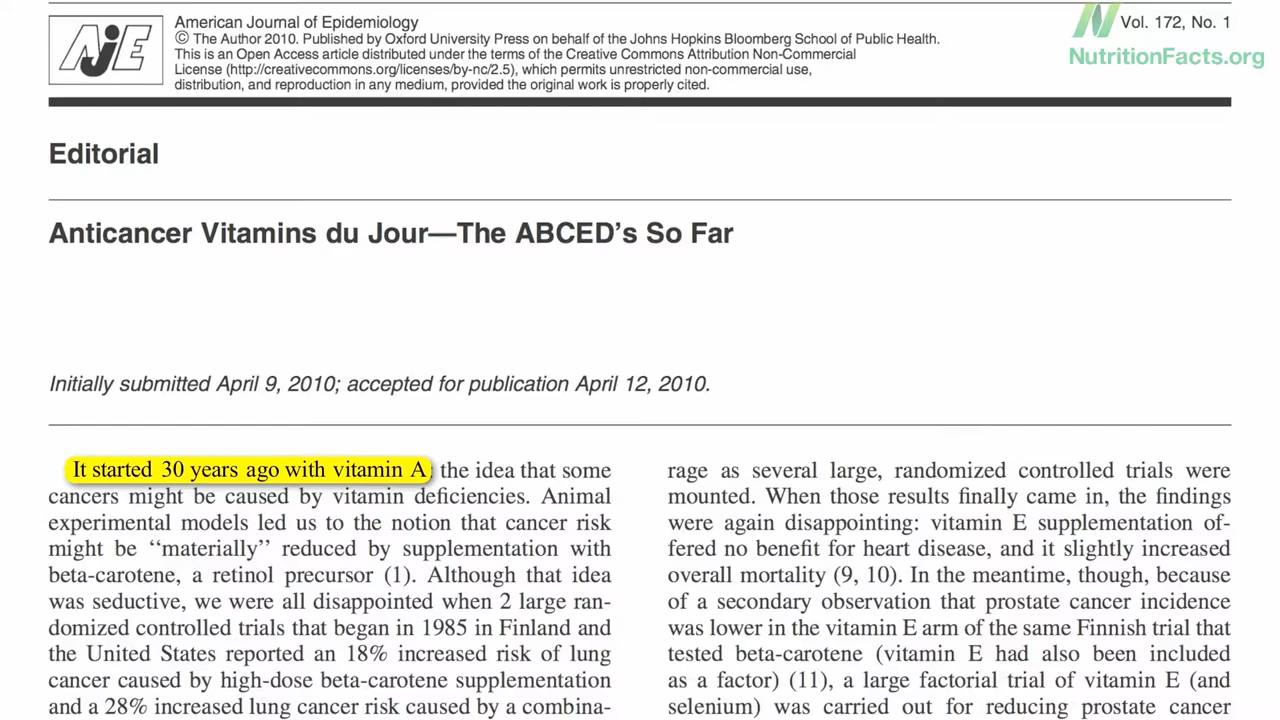 American Journal of Epidemiology
© The Author 2010. Published by Oxford University Press on behalf of the Johns Hopkins Bloomberg School of Public Health.
This is an Open Access article distributed under the terms of the Creative Commons Attribution Non-Commercial
License (http://creativecommons.org/licenses/by-nc/2.5), which permits unrestricted non-commercial use,
distribution, and reproduction in any medium, provided the original work is properly cited.
AJE
Vol. 172, No. 1
NutritionFacts.org
Editorial
Anticancer Vitamins du Jour—The ABCED's So Far
Initially submitted April 9, 2010; accepted for publication April 12, 2010.
It started 30 years ago with vitamin A the idea that some
cancers might be caused by vitamin deficiencies. Animal
experimental models led us to the notion that cancer risk
might be ‘‘materially’’ reduced by supplementation with
beta-carotene, a retinol precursor (1). Although that idea
was seductive, we were all disappointed when 2 large ran-
domized controlled trials that began in 1985 in Finland and
the United States reported an 18% increased risk of lung
cancer caused by high-dose beta-carotene supplementation
and a 28% increased lung cancer risk caused by a combina-
rage as several large, randomized controlled trials were
mounted. When those results finally came in, the findings
were again disappointing: vitamin E supplementation of-
fered no benefit for heart disease, and it slightly increased
overall mortality (9, 10). In the meantime, though, because
of a secondary observation that prostate cancer incidence
was lower in the vitamin E arm of the same Finnish trial that
tested beta-carotene (vitamin E had also been included
as a factor) (11), a large factorial trial of vitamin E (and
selenium) was carried out for reducing prostate cancer